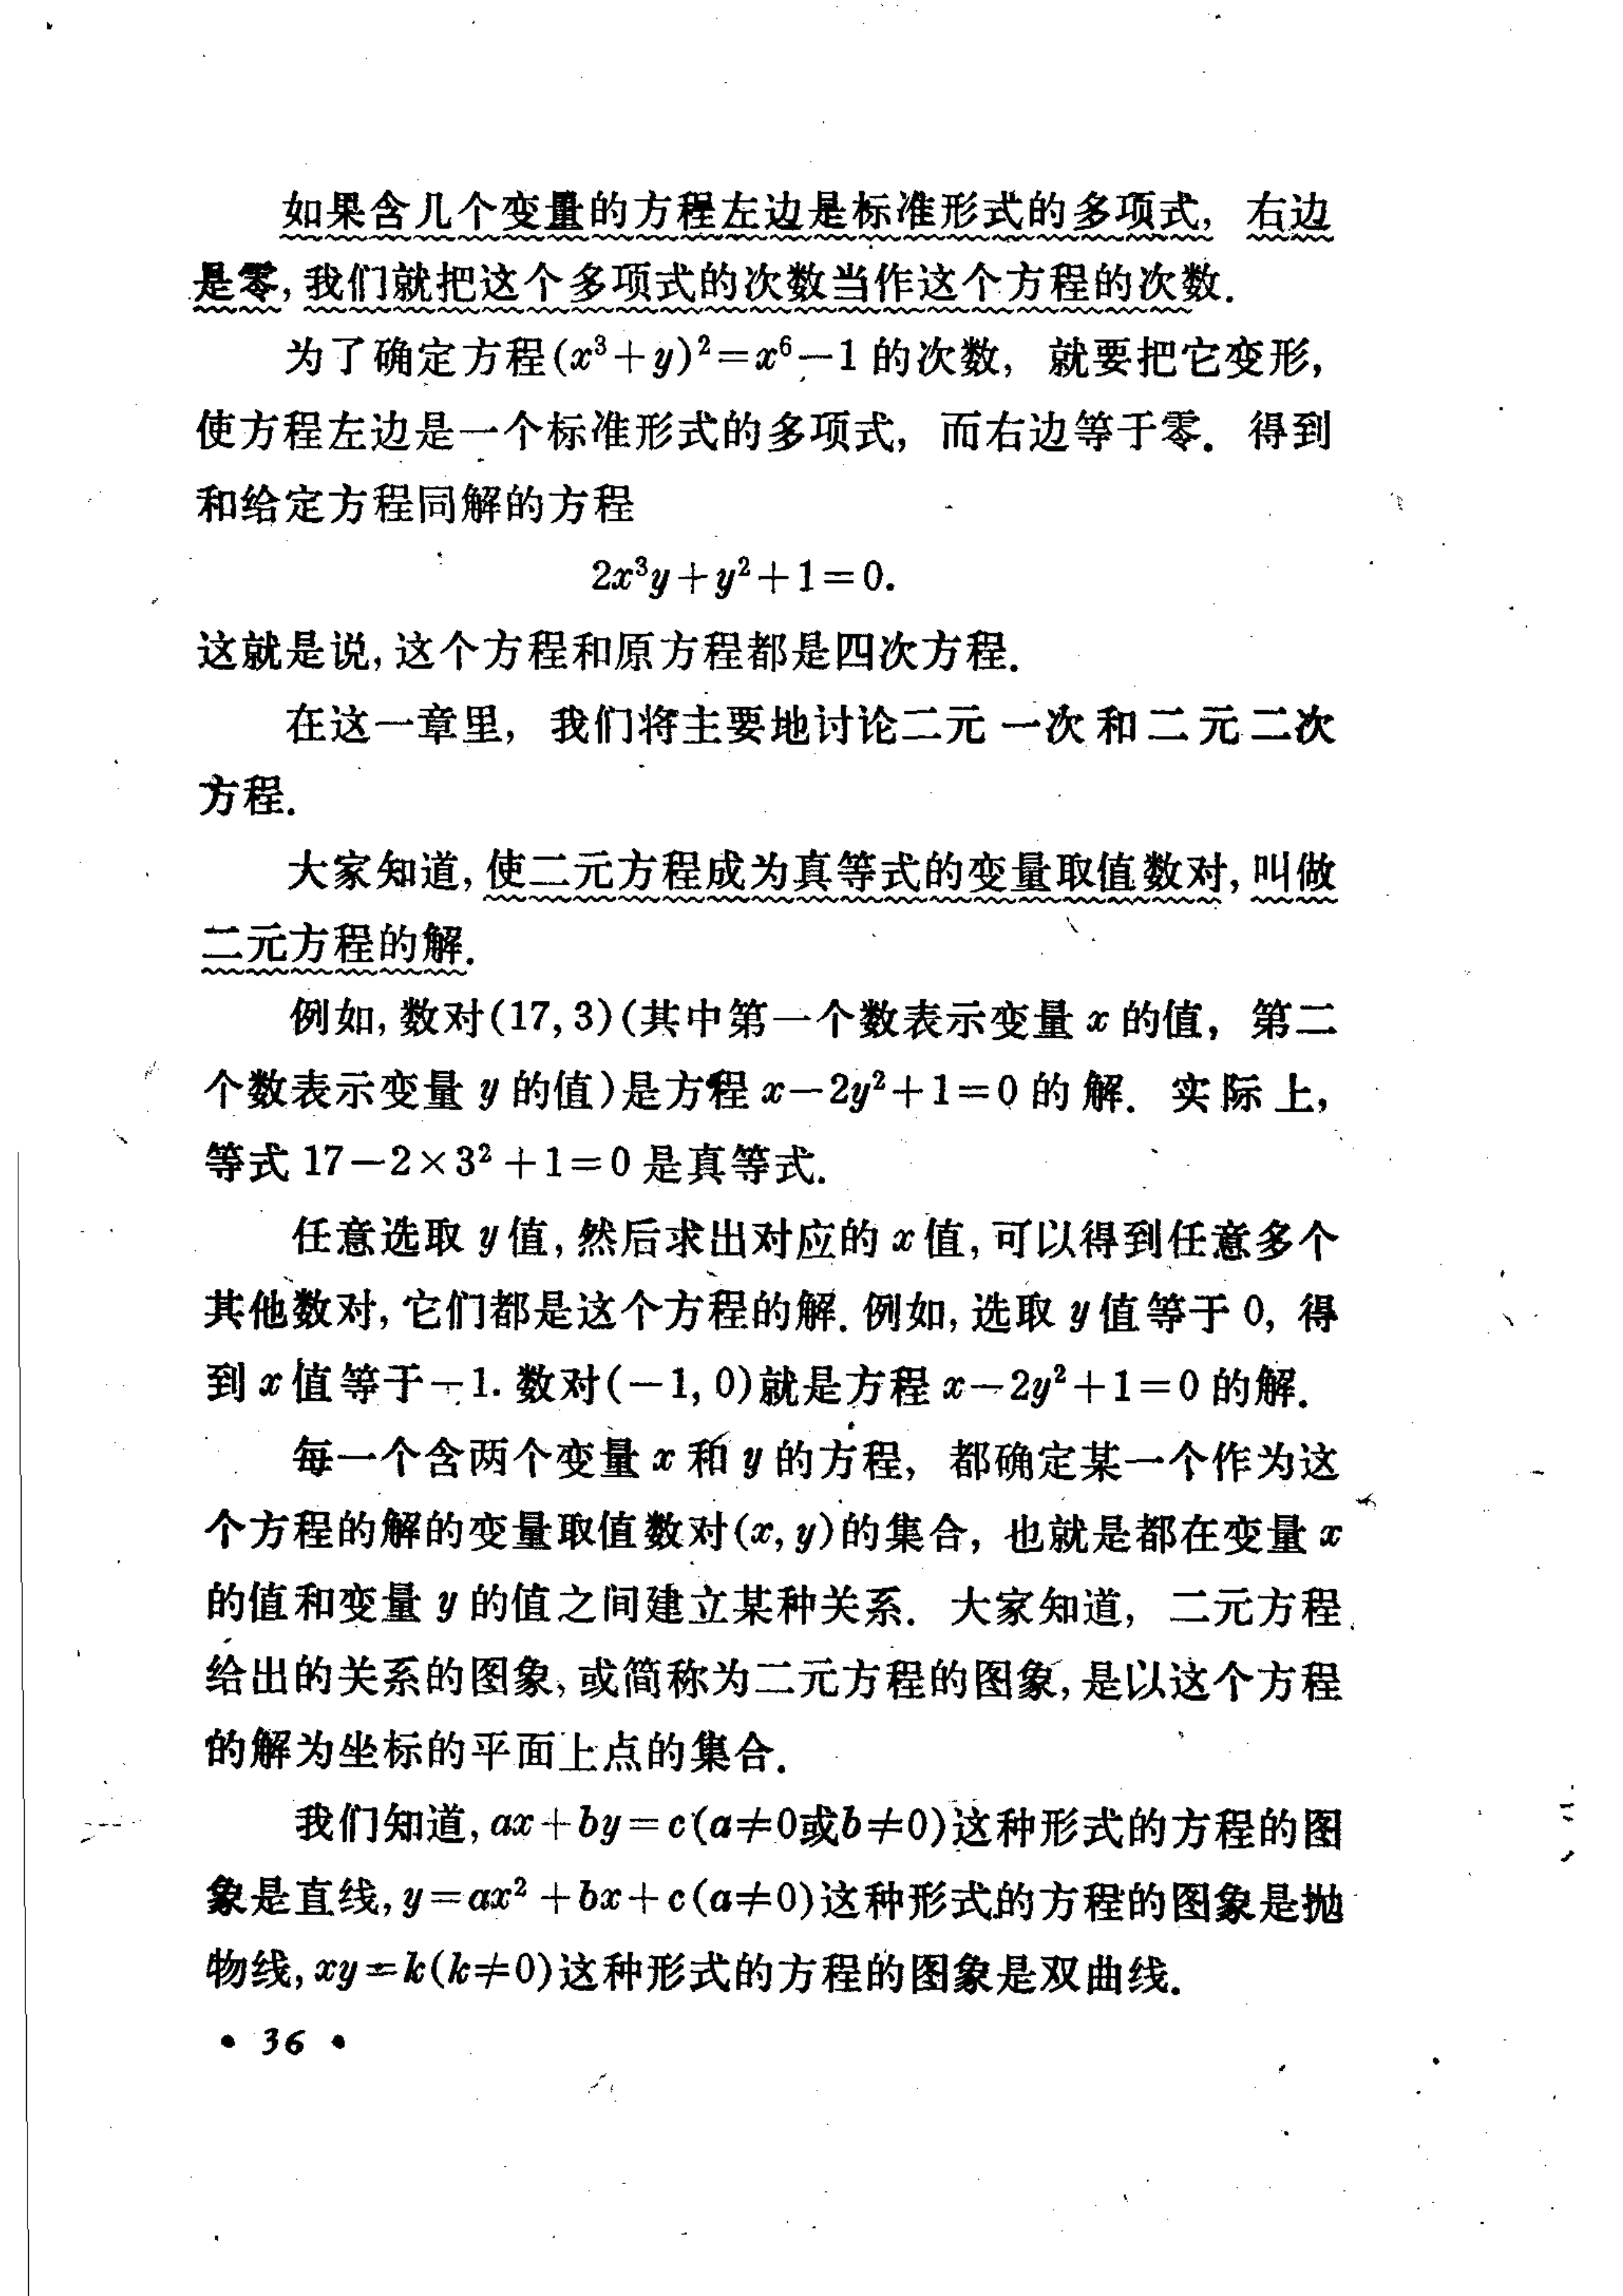 如果含几个变量的方程左边是标准形式的多项式，右边
是零，我们就把这个多项式的次数当作这个方程的次数．
为了确定方程(x³＋y)²＝x⁶－1 的次数，就要把它变形，
使方程左边是一个标准形式的多项式，而右边等于零．得到
和给定方程同解的方程
2x³y＋y²＋1＝0.
这就是说，这个方程和原方程都是四次方程．
在这一章里，我们将主要地讨论二元一次和二元二次
方程．
大家知道，使二元方程成为真等式的变量取值数对，叫做
二元方程的解．
例如，数对(17, 3)(其中第一个数表示变量 x 的值，第二
个数表示变量 y 的值)是方程 x－2y²＋1＝0 的解．实际上，
等式 17－2×3²＋1＝0 是真等式．
任意选取 y 值，然后求出对应的 x 值，可以得到任意多个
其他数对，它们都是这个方程的解．例如，选取 y 值等于 0，得
到 x 值等于－1. 数对(－1, 0)就是方程 x－2y²＋1＝0 的解．
每一个含两个变量 x 和 y 的方程，都确定某一个作为这
个方程的解的变量取值数对(x, y)的集合，也就是都在变量 x
的值和变量 y 的值之间建立某种关系．大家知道，二元方程
给出的关系的图象，或简称为二元方程的图象，是以这个方程
的解为坐标的平面上点的集合．
我们知道，ax＋by＝c(a≠0或b≠0)这种形式的方程的图
象是直线，y＝ax²＋bx＋c(a≠0)这种形式的方程的图象是抛
物线，xy＝k(k≠0)这种形式的方程的图象是双曲线．
• 36 •